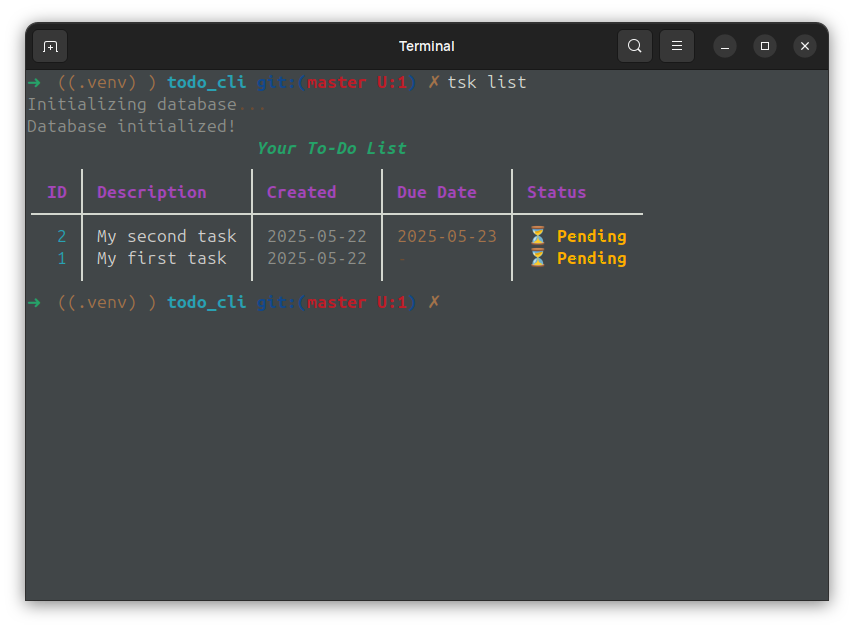 Terminal
➜ ((.venv) ) todo_cli git:(master U:1) ✗ tsk list
Initializing database...
Database initialized!
Your To-Do List
ID Description Created Due Date Status
2 My second task 2025-05-22 2025-05-23 ⏳ Pending
1 My first task 2025-05-22 - ⏳ Pending
➜ ((.venv) ) todo_cli git:(master U:1) ✗